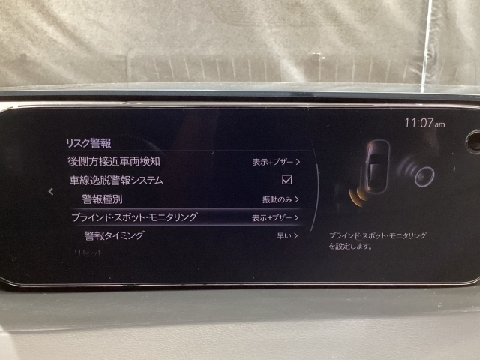 11:07am
リスク警報
後側方接近車両検知 表示+ブザー
車線逸脱警報システム
警報種別 振動のみ
ブラインド・スポット・モニタリング 表示+ブザー
警報タイミング 早い
ブラインド・スポット・モニタリング
を設定します。